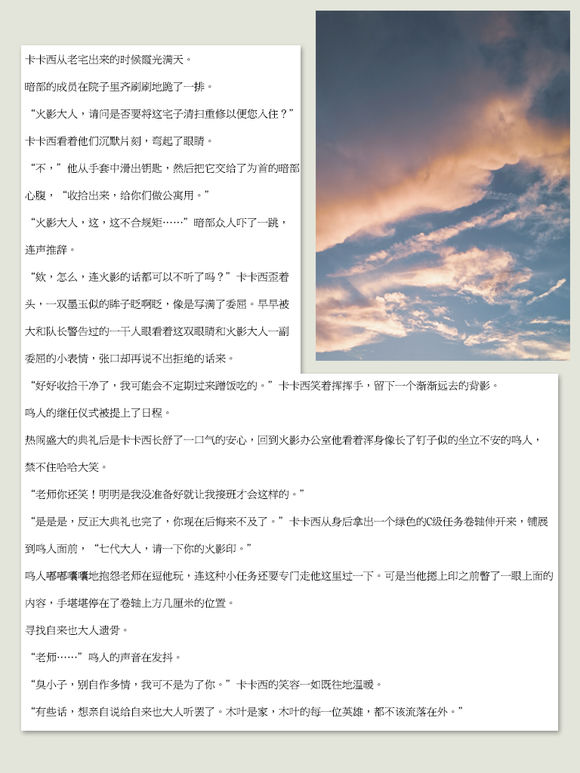 卡卡西从老宅出来的时候霞光满天。
暗部的成员在院子里齐刷刷地跪了一排。
“火影大人，请问是否要将这宅子清扫重修以便您入住？”
卡卡西看着他们沉默片刻，弯起了眼睛。
“不，”他从手套中滑出钥匙，然后把它交给了为首的暗部
心腹，“收拾出来，给你们做公寓用。”
“火影大人，这，这不合规矩……”暗部众人吓了一跳，
连声推辞。
“欸，怎么，连火影的话都可以不听了吗？”卡卡西歪着
头，一双墨玉似的眸子眨啊眨，像是写满了委屈。早早被
大和队长警告过的一干人眼看着这双眼睛和火影大人一副
委屈的小表情，张口却再说不出拒绝的话来。
“好好收拾干净了，我可能会不定期过来蹭饭吃的。”卡卡西笑着挥挥手，留下一个渐渐远去的背影。
鸣人的继任仪式被提上了日程。
热闹盛大的典礼后是卡卡西长舒了一口气的安心，回到火影办公室他看着浑身像长了钉子似的坐立不安的鸣人，
禁不住哈哈大笑。
“老师你还笑！明明是我没准备好就让我接班才会这样的。”
“是是是，反正大典礼也完了，你现在后悔来不及了。”卡卡西从身后拿出一个绿色的C级任务卷轴伸开来，铺展
到鸣人面前，“七代大人，请一下你的火影印。”
鸣人嘟嘟囔囔地抱怨老师在逗他玩，连这种小任务还要专门走他这里过一下。可是当他摁上印之前瞥了一眼上面的
内容，手堪堪停在了卷轴上方几厘米的位置。
寻找自来也大人遗骨。
“老师……”鸣人的声音在发抖。
“臭小子，别自作多情，我可不是为了你。”卡卡西的笑容一如既往地温暖。
“有些话，想亲自说给自来也大人听罢了。木叶是家，木叶的每一位英雄，都不该流落在外。”